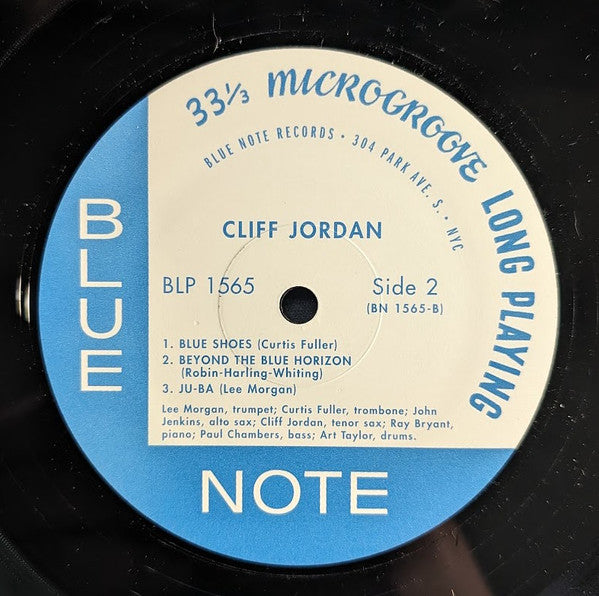 33⅓ MICROGROOVE LONG PLAYING
BLUE NOTE RECORDS • 304 PARK AVE. S. • NYC
CLIFF JORDAN
BLP 1565 Side 2
(BN 1565-B)
1. BLUE SHOES (Curtis Fuller)
2. BEYOND THE BLUE HORIZON
(Robin-Harling-Whiting)
3. JU-BA (Lee Morgan)
Lee Morgan, trumpet; Curtis Fuller, trombone; John
Jenkins, alto sax; Cliff Jordan, tenor sax; Ray Bryant,
piano; Paul Chambers, bass; Art Taylor, drums.
BLUE
NOTE